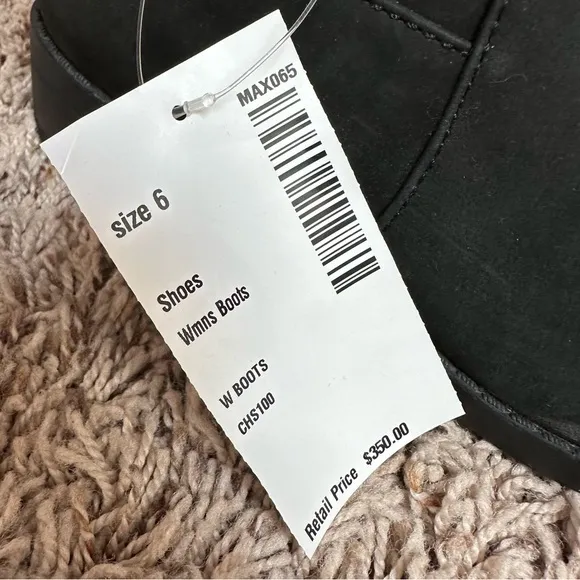 MAX065
size 6
Shoes
Wmns Boots
W BOOTS
CHS100
Retail Price $350.00